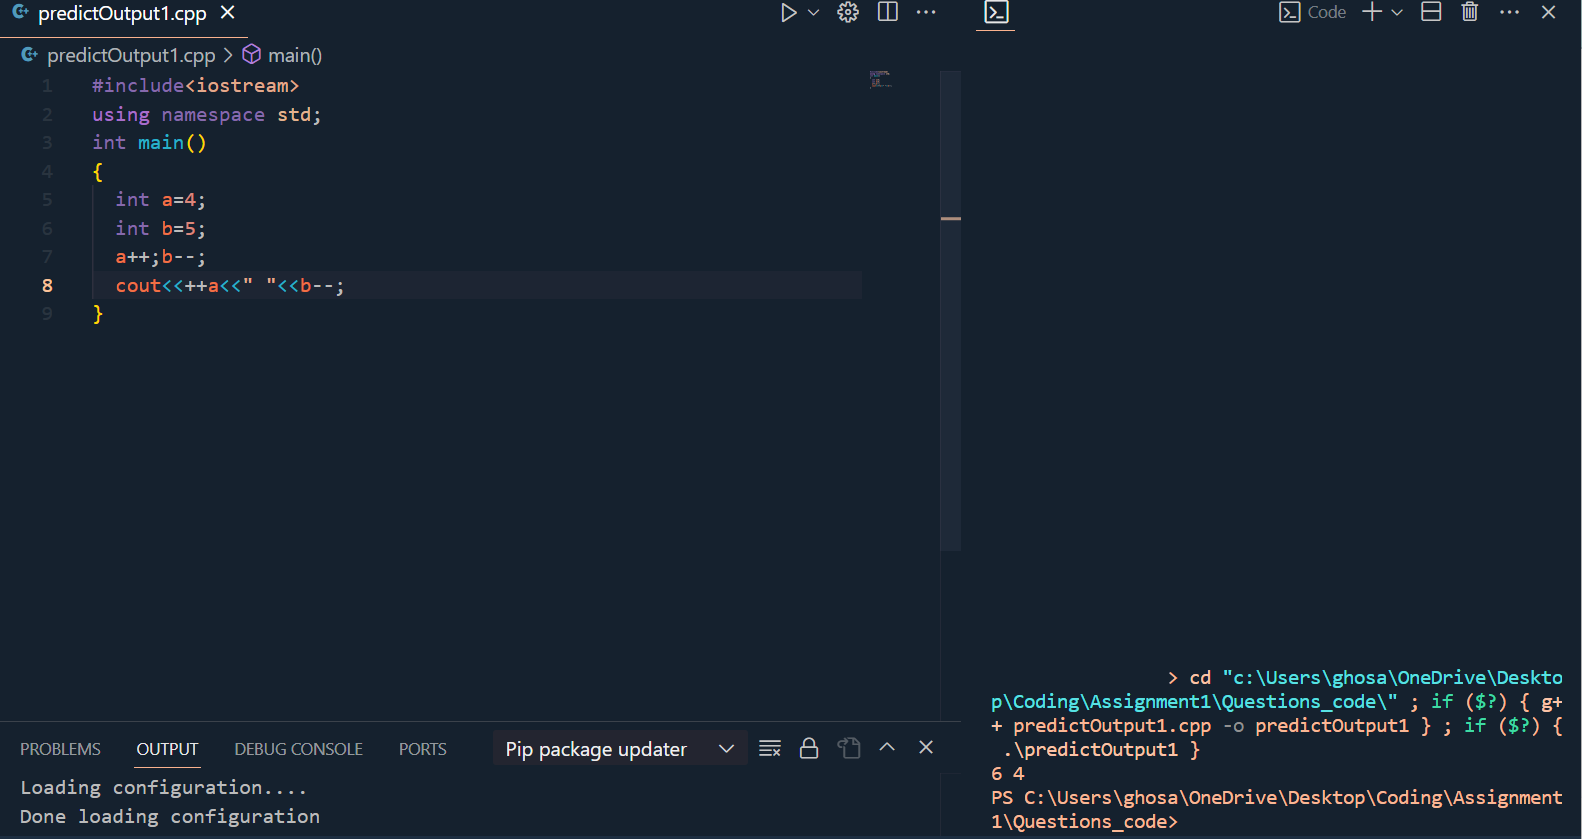 predictOutput1.cpp
predictOutput1.cpp > main()
1 #include<iostream>
2 using namespace std;
3 int main()
4 {
5 int a=4;
6 int b=5;
7 a++;b--;
8 cout<<++a<<" "<<b--;
9 }
PROBLEMS OUTPUT DEBUG CONSOLE PORTS Pip package updater
Loading configuration....
Done loading configuration
Code
> cd "c:\Users\ghosa\OneDrive\Deskto
p\Coding\Assignment1\Questions_code\" ; if ($?) { g+
+ predictOutput1.cpp -o predictOutput1 } ; if ($?) {
.\predictOutput1 }
6 4
PS C:\Users\ghosa\OneDrive\Desktop\Coding\Assignment
1\Questions_code>